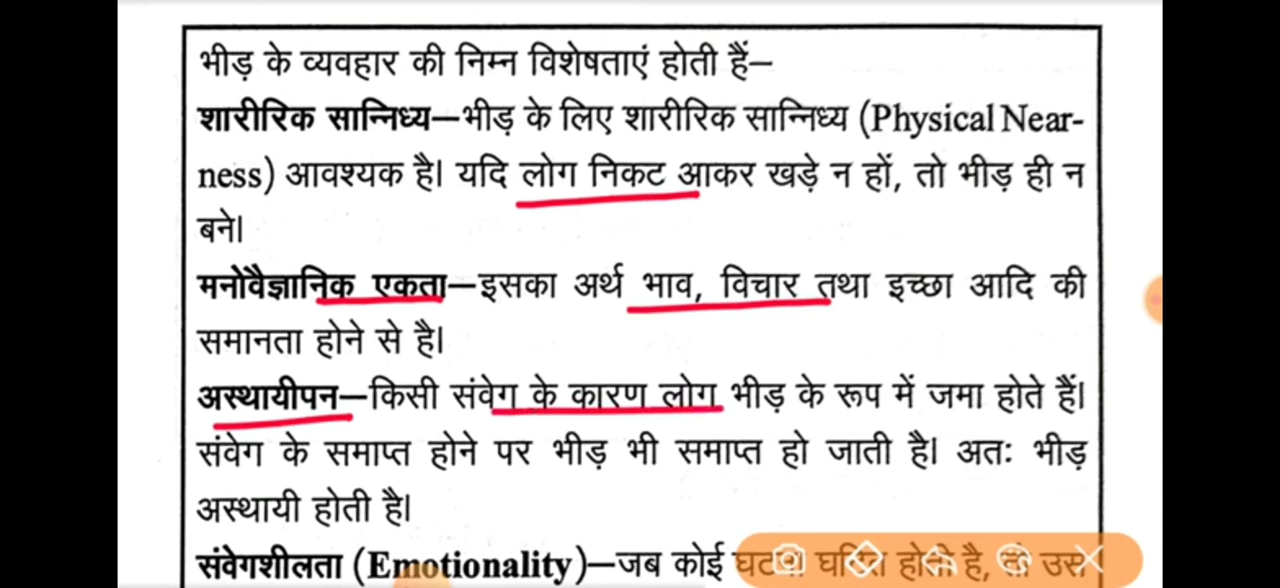 भीड़ के व्यवहार की निम्न विशेषताएं होती हैं–
शारीरिक सान्निध्य–भीड़ के लिए शारीरिक सान्निध्य (Physical Near-
ness) आवश्यक है। यदि लोग निकट आकर खड़े न हों, तो भीड़ ही न
बने।
मनोवैज्ञानिक एकता–इसका अर्थ भाव, विचार तथा इच्छा आदि की
समानता होने से है।
अस्थायीपन–किसी संवेग के कारण लोग भीड़ के रूप में जमा होते हैं।
संवेग के समाप्त होने पर भीड़ भी समाप्त हो जाती है। अतः भीड़
अस्थायी होती है।
संवेगशीलता (Emotionality)–जब कोई होती है, उस